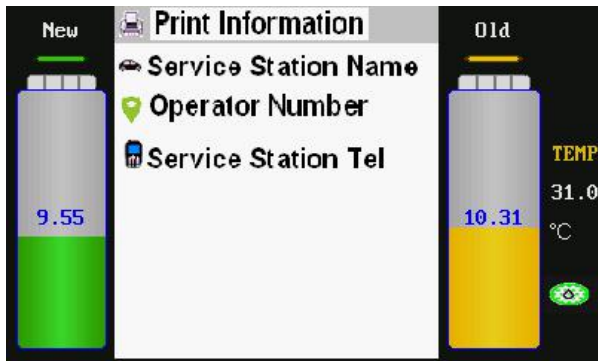 New
Print Information
Service Station Name
Operator Number
Service Station Tel
9.55
Old
10.31
TEMP
31.0
°C